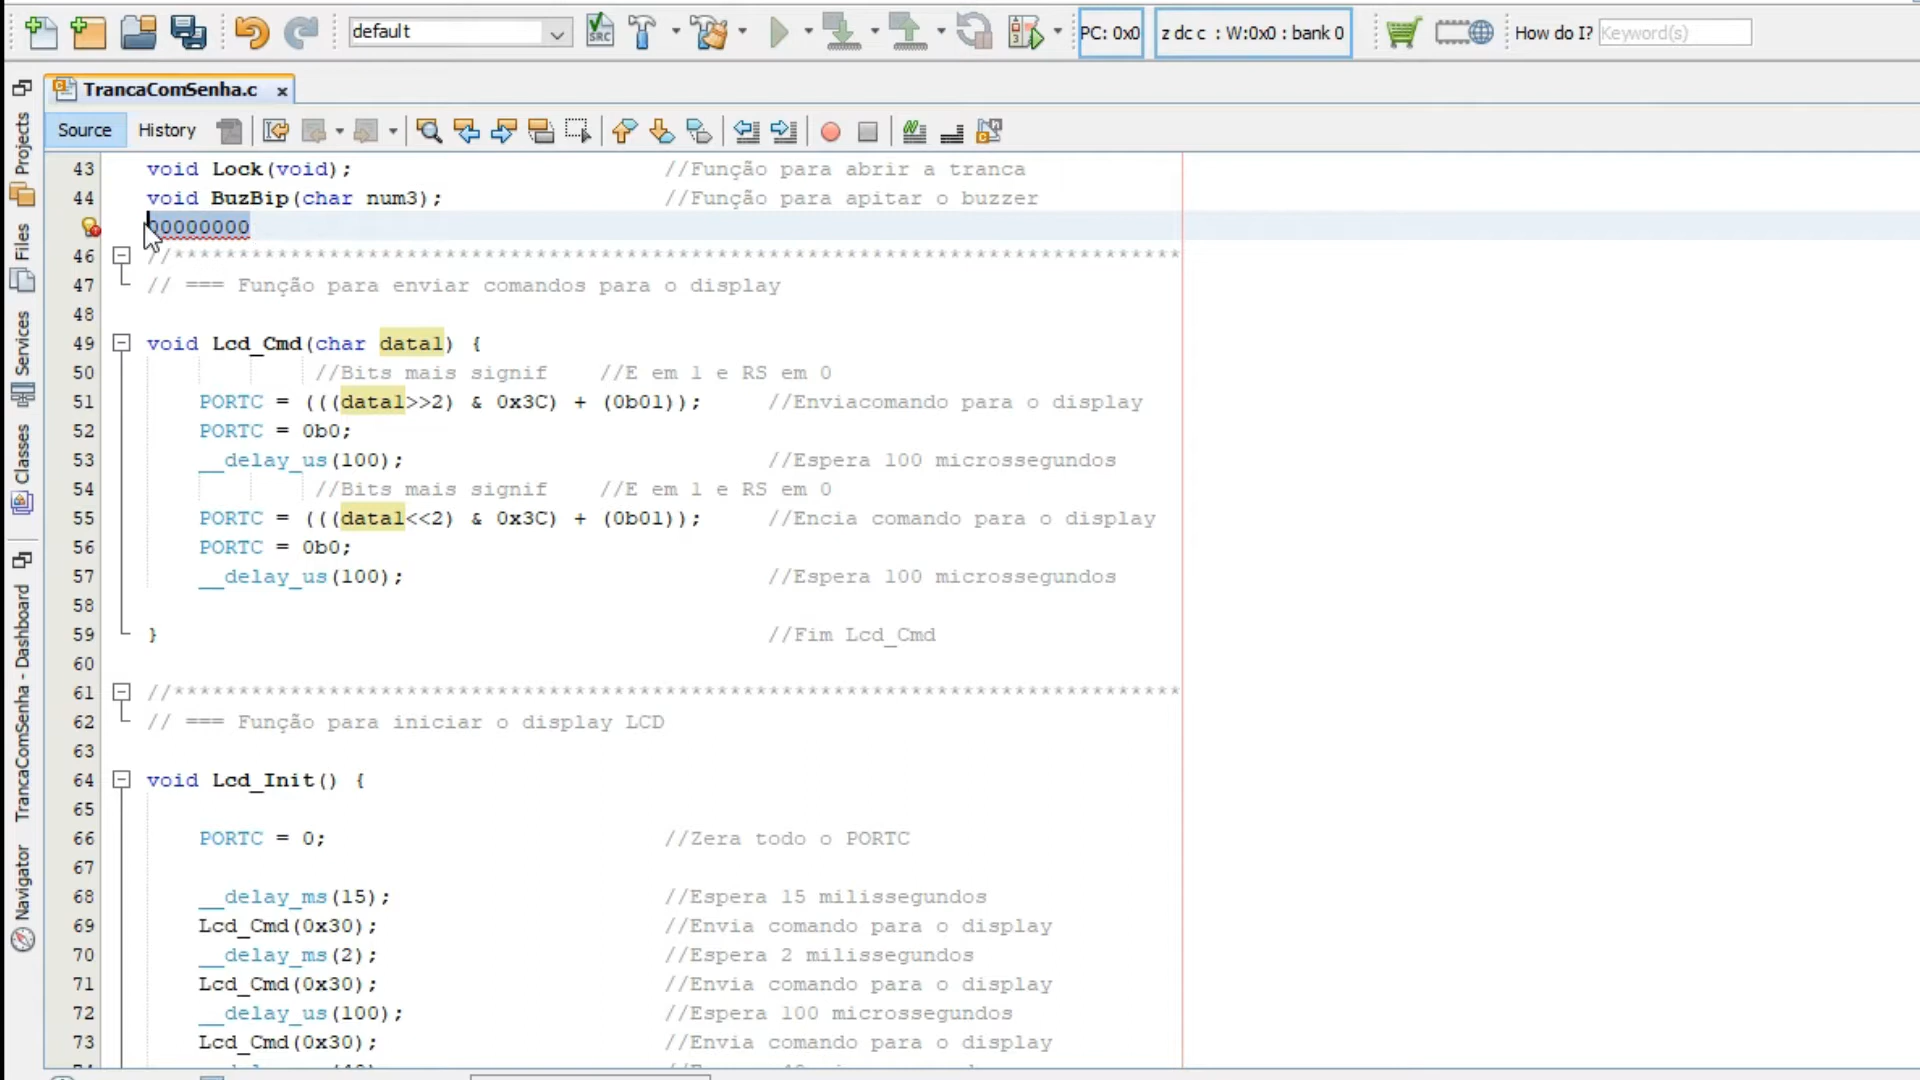 default
PC: 0x0
z dc c : W:0x0 : bank 0
How do I?
Keyword(s)
TrancaComSenha.c
Source
History
Projects
Files
Services
Classes
TrancaComSenha - Dashboard
Navigator
43 void Lock(void); //Função para abrir a tranca
44 void BuzBip(char num3); //Função para apitar o buzzer
00000000
46 //******************************************************************************
47 // === Função para enviar comandos para o display
48
49 void Lcd_Cmd(char data1) {
50 //Bits mais signif //E em 1 e RS em 0
51 PORTC = (((data1>>2) & 0x3C) + (0b01)); //Enviacomando para o display
52 PORTC = 0b0;
53 __delay_us(100); //Espera 100 microssegundos
54 //Bits mais signif //E em 1 e RS em 0
55 PORTC = (((data1<<2) & 0x3C) + (0b01)); //Encia comando para o display
56 PORTC = 0b0;
57 __delay_us(100); //Espera 100 microssegundos
58
59 } //Fim Lcd_Cmd
60
61 //******************************************************************************
62 // === Função para iniciar o display LCD
63
64 void Lcd_Init() {
65
66 PORTC = 0; //Zera todo o PORTC
67
68 __delay_ms(15); //Espera 15 milissegundos
69 Lcd_Cmd(0x30); //Envia comando para o display
70 __delay_ms(2); //Espera 2 milissegundos
71 Lcd_Cmd(0x30); //Envia comando para o display
72 __delay_us(100); //Espera 100 microssegundos
73 Lcd_Cmd(0x30); //Envia comando para o display